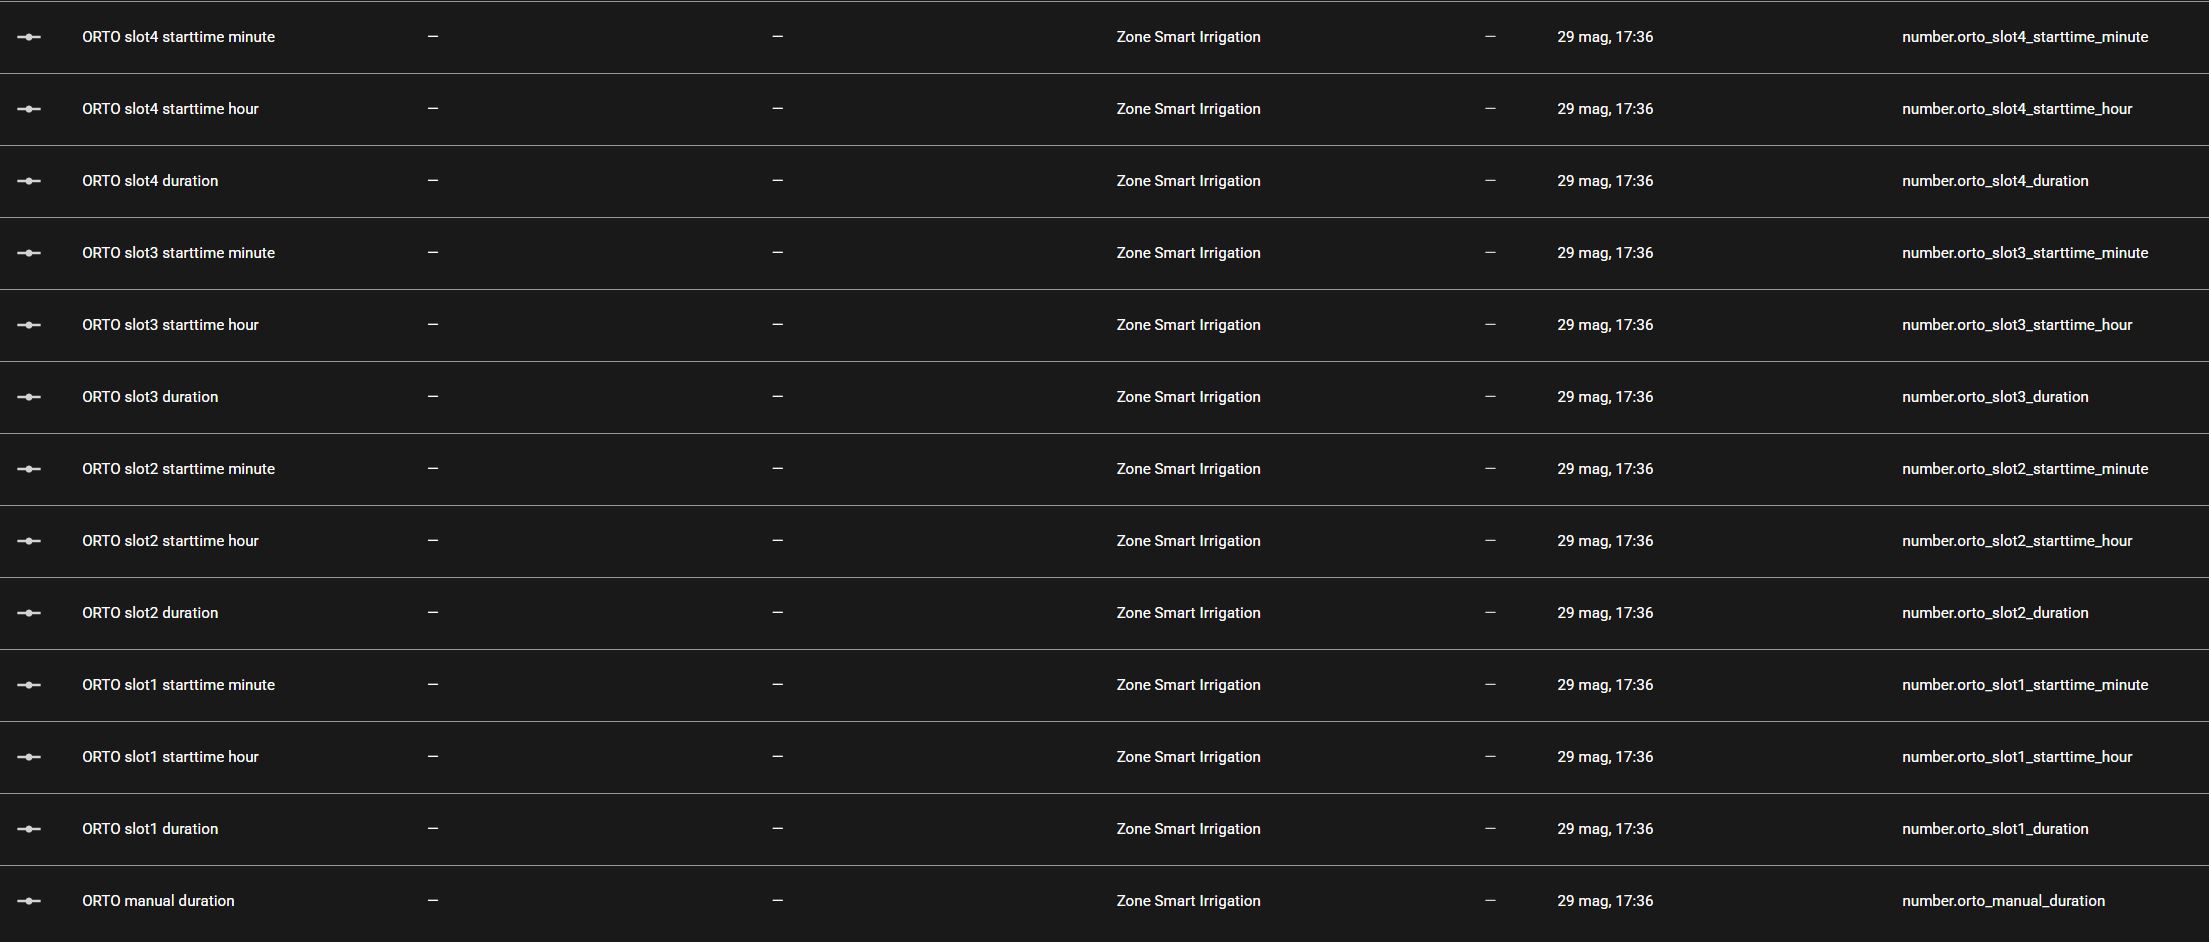 ORTO slot4 starttime minute — — Zone Smart Irrigation — 29 mag, 17:36 number.orto_slot4_starttime_minute
ORTO slot4 starttime hour — — Zone Smart Irrigation — 29 mag, 17:36 number.orto_slot4_starttime_hour
ORTO slot4 duration — — Zone Smart Irrigation — 29 mag, 17:36 number.orto_slot4_duration
ORTO slot3 starttime minute — — Zone Smart Irrigation — 29 mag, 17:36 number.orto_slot3_starttime_minute
ORTO slot3 starttime hour — — Zone Smart Irrigation — 29 mag, 17:36 number.orto_slot3_starttime_hour
ORTO slot3 duration — — Zone Smart Irrigation — 29 mag, 17:36 number.orto_slot3_duration
ORTO slot2 starttime minute — — Zone Smart Irrigation — 29 mag, 17:36 number.orto_slot2_starttime_minute
ORTO slot2 starttime hour — — Zone Smart Irrigation — 29 mag, 17:36 number.orto_slot2_starttime_hour
ORTO slot2 duration — — Zone Smart Irrigation — 29 mag, 17:36 number.orto_slot2_duration
ORTO slot1 starttime minute — — Zone Smart Irrigation — 29 mag, 17:36 number.orto_slot1_starttime_minute
ORTO slot1 starttime hour — — Zone Smart Irrigation — 29 mag, 17:36 number.orto_slot1_starttime_hour
ORTO slot1 duration — — Zone Smart Irrigation — 29 mag, 17:36 number.orto_slot1_duration
ORTO manual duration — — Zone Smart Irrigation — 29 mag, 17:36 number.orto_manual_duration